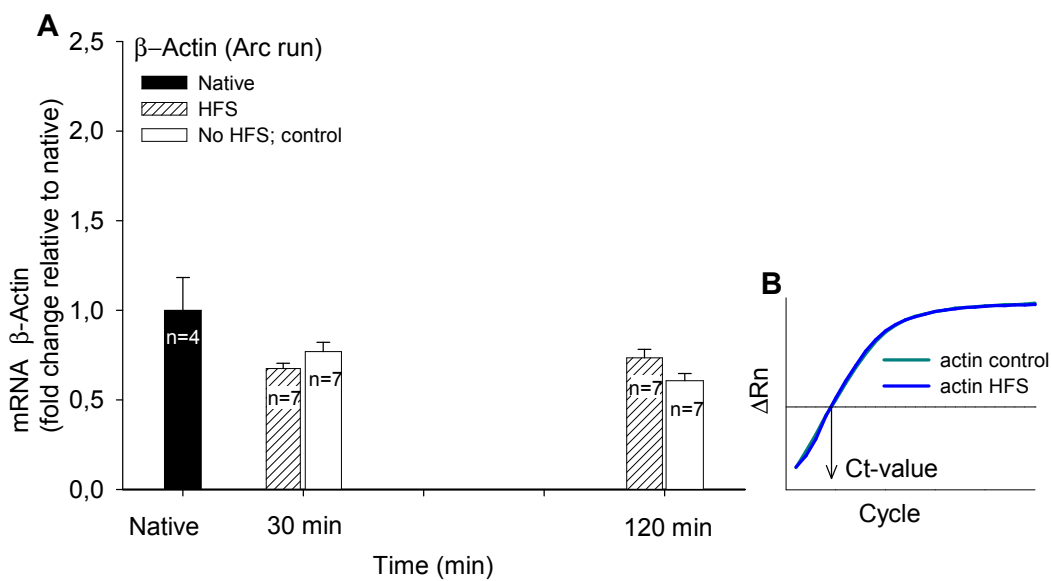 A
2,5
2,0
1,5
1,0
0,5
0,0
mRNA β-Actin
(fold change relative to native)
β–Actin (Arc run)
Native
HFS
No HFS; control
n=4
n=7
n=7
n=7
n=7
Native
30 min
120 min
Time (min)
B
ΔRn
actin control
actin HFS
Ct-value
Cycle